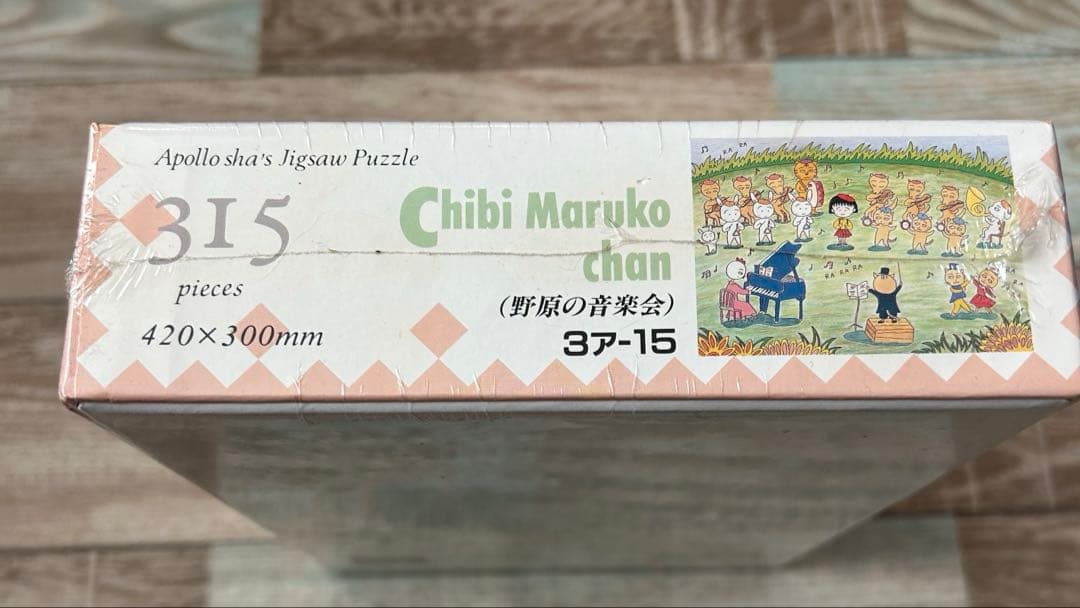 Apollo sha's Jigsaw Puzzle
315
pieces
420×300mm
Chibi Maruko
chan
(野原の音楽会)
3ア-15